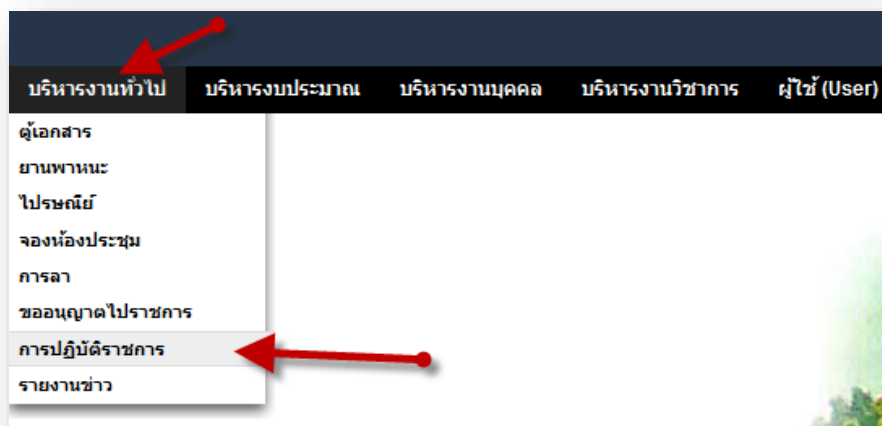 บริหารงานทั่วไป บริหารงบประมาณ บริหารงานบุคคล บริหารงานวิชาการ ผู้ใช้ (User)
ตู้เอกสาร
ยานพาหนะ
ไปรษณีย์
จองห้องประชุม
การลา
ขออนุญาตไปราชการ
การปฏิบัติราชการ
รายงานข่าว